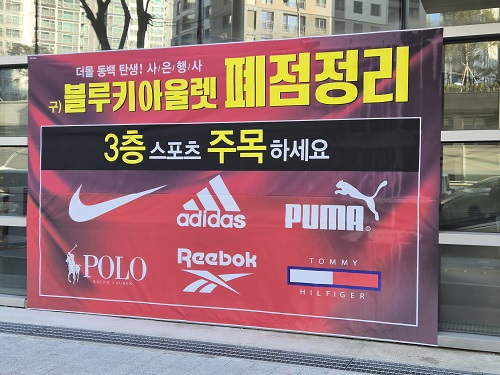 더몰 동백 탄생! 사/은/행/사
구) 블루키아울렛 폐점정리
3층 스포츠 주목하세요
adidas PUMA
POLO Reebok TOMMY
RALPH LAUREN HILFIGER